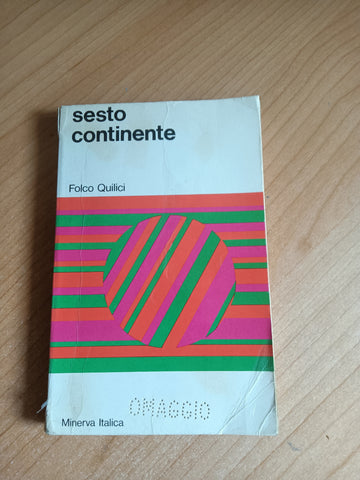 sesto
continente
Folco Quilici
OMAGGIO
Minerva Italica